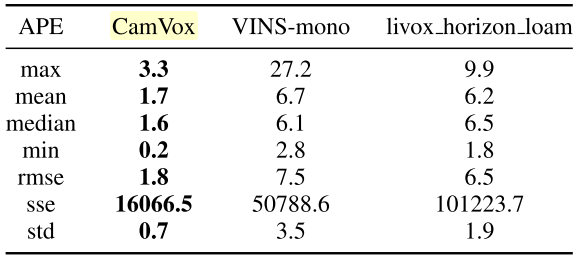 APE CamVox VINS-mono livox_horizon_loam
max 3.3 27.2 9.9
mean 1.7 6.7 6.2
median 1.6 6.1 6.5
min 0.2 2.8 1.8
rmse 1.8 7.5 6.5
sse 16066.5 50788.6 101223.7
std 0.7 3.5 1.9